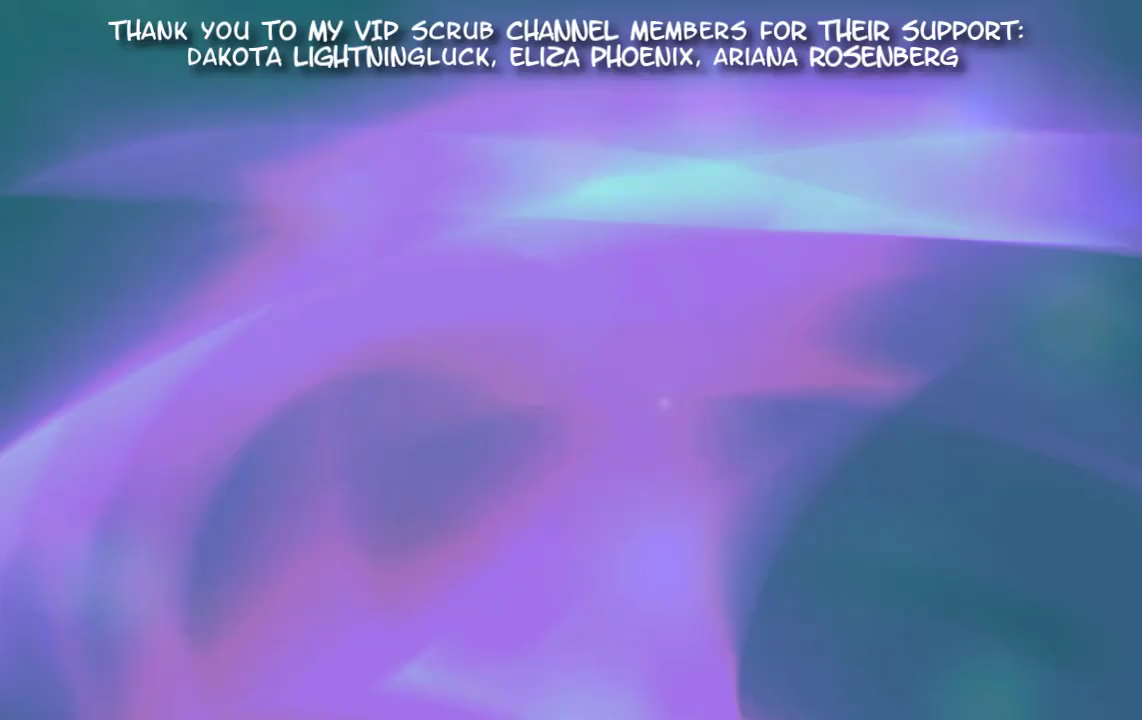 THANK YOU TO MY VIP SCRUB CHANNEL MEMBERS FOR THEIR SUPPORT:
DAKOTA LIGHTNINGLUCK, ELIZA PHOENIX, ARIANA ROSENBERG